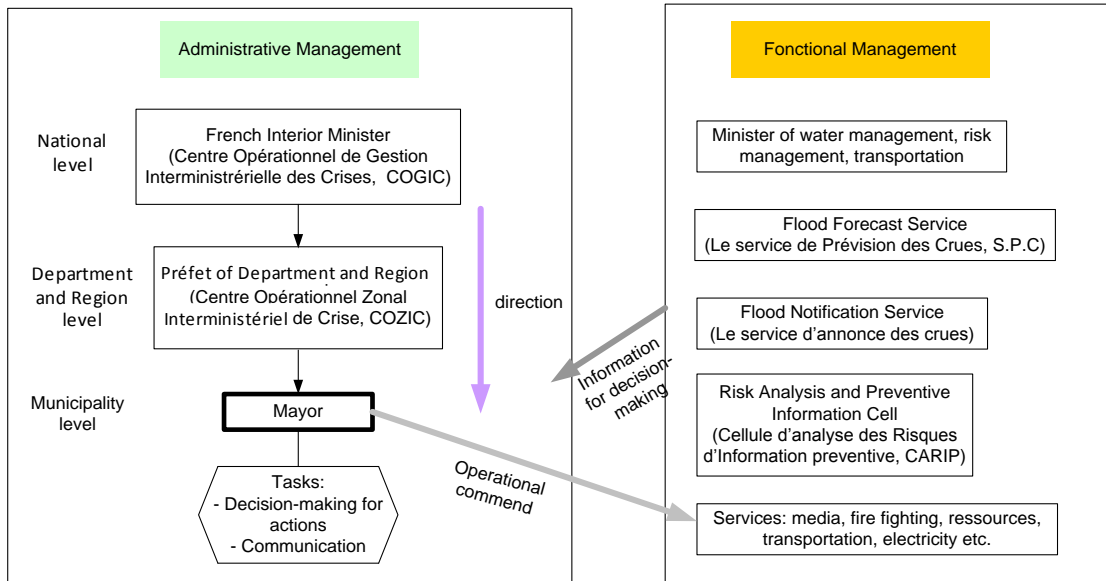 Administrative Management
National
level
French Interior Minister
(Centre Opérationnel de Gestion
Interministrérielle des Crises,  COGIC)
Department
and Region
level
Préfet of Department and Region
(Centre Opérationnel Zonal
Interministériel de Crise, COZIC)
Municipality
level
Mayor
Tasks:
- Decision-making for
actions
- Communication
direction
Information
for decision-
making
Operational
commend
Fonctional Management
Minister of water management, risk
management, transportation
Flood Forecast Service
(Le service de Prévision des Crues, S.P.C)
Flood Notification Service
(Le service d’annonce des crues)
Risk Analysis and Preventive
Information Cell
(Cellule d’analyse des Risques
d’Information preventive, CARIP)
Services: media, fire fighting, ressources,
transportation, electricity etc.